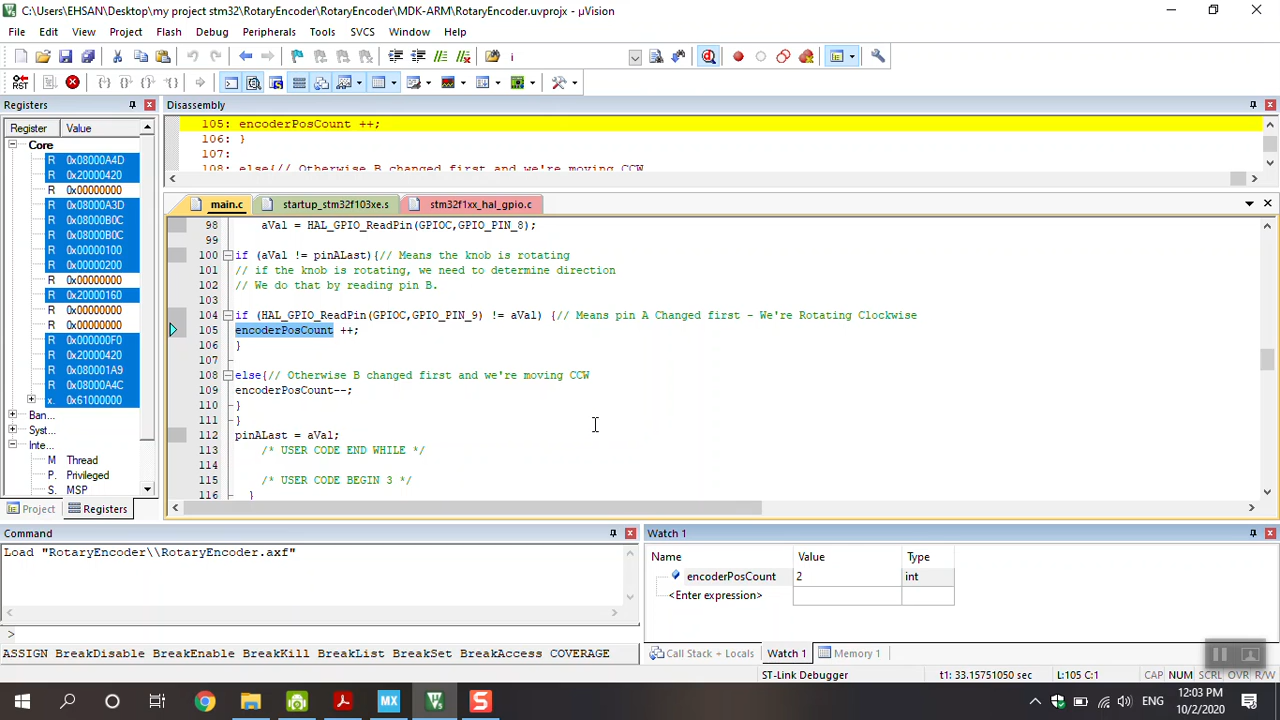 C:\Users\EHSAN\Desktop\my project stm32\RotaryEncoder\RotaryEncoder\MDK-ARM\RotaryEncoder.uvprojx - µVision
File Edit View Project Flash Debug Peripherals Tools SVCS Window Help
RST
Registers
Disassembly
Register Value
Core
R 0x08000A4D
R 0x20000420
R 0x00000000
R 0x08000A3D
R 0x08000B0C
R 0x08000B0C
R 0x00000100
R 0x00000200
R 0x00000000
R 0x20000160
R 0x00000000
R 0x00000000
R 0x000000F0
R 0x20000420
R 0x080001A9
R 0x08000A4C
x. 0x61000000
Ban...
Syst...
Inte...
M Thread
P. Privileged
S. MSP
Project Registers
105: encoderPosCount ++;
106: }
107:
108: else{// Otherwise B changed first and we're moving CCW
main.c startup_stm32f103xe.s stm32f1xx_hal_gpio.c
98 aVal = HAL_GPIO_ReadPin(GPIOC,GPIO_PIN_8);
99
100 if (aVal != pinALast){// Means the knob is rotating
101 // if the knob is rotating, we need to determine direction
102 // We do that by reading pin B.
103
104 if (HAL_GPIO_ReadPin(GPIOC,GPIO_PIN_9) != aVal) {// Means pin A Changed first - We're Rotating Clockwise
105 encoderPosCount ++;
106 }
107
108 else{// Otherwise B changed first and we're moving CCW
109 encoderPosCount--;
110 }
111 }
112 pinALast = aVal;
113 /* USER CODE END WHILE */
114
115 /* USER CODE BEGIN 3 */
116 }
Command
Load "RotaryEncoder\\RotaryEncoder.axf"
>
ASSIGN BreakDisable BreakEnable BreakKill BreakList BreakSet BreakAccess COVERAGE
Watch 1
Name Value Type
encoderPosCount 2 int
<Enter expression>
Call Stack + Locals Watch 1 Memory 1
ST-Link Debugger t1: 33.15751050 sec L:105 C:1 CAP NUM SCRL OVR R/W
MX
S
ENG
12:03 PM
10/2/2020